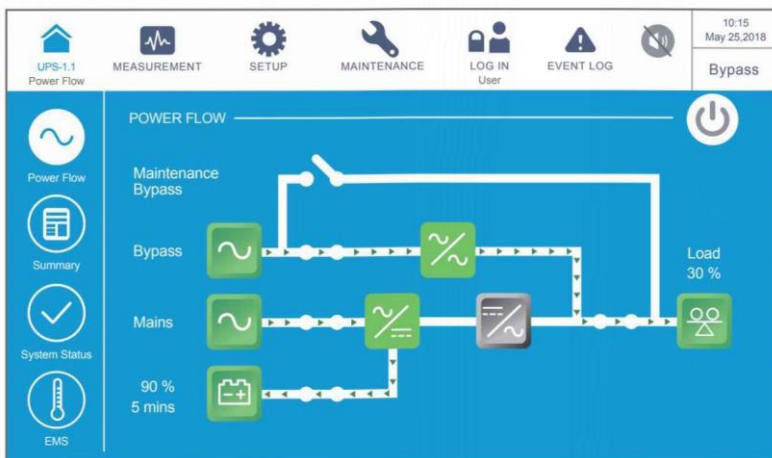 UPS-1.1
Power Flow
MEASUREMENT
SETUP
MAINTENANCE
LOG IN
User
EVENT LOG
10:15
May 25,2018
Bypass
Power Flow
Summary
System Status
EMS
POWER FLOW
Maintenance
Bypass
Bypass
Mains
90 %
5 mins
Load
30 %